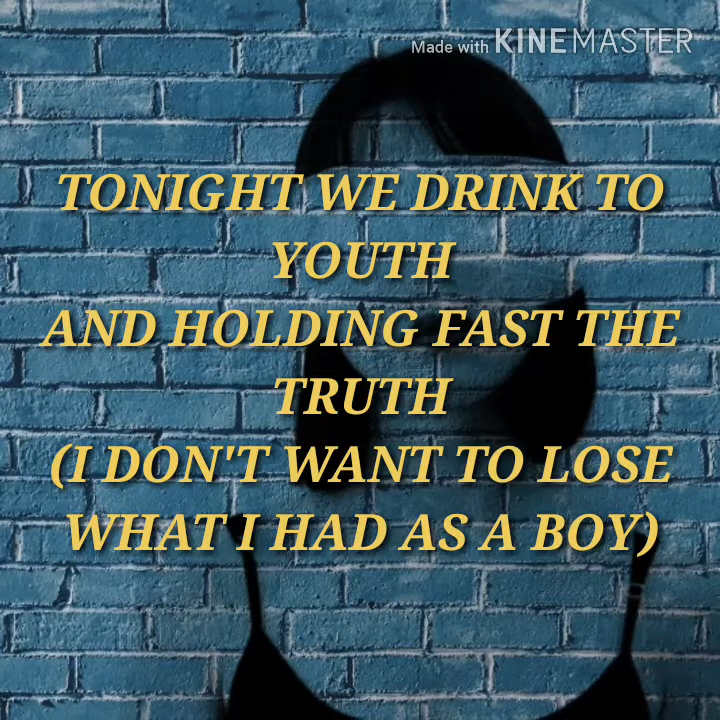 Made with KINEMASTER
TONIGHT WE DRINK TO
YOUTH
AND HOLDING FAST THE
TRUTH
(I DON'T WANT TO LOSE
WHAT I HAD AS A BOY)